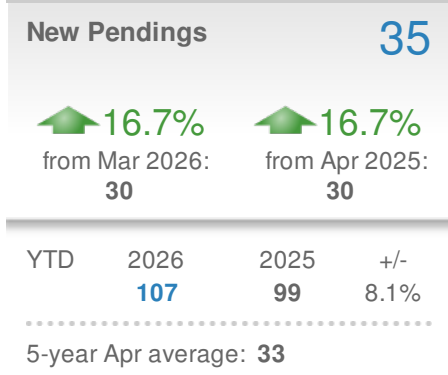 New Pendings 35
16.7% 16.7%
from Mar 2026: from Apr 2025:
30 30
YTD 2026 2025 +/-
107 99 8.1%
5-year Apr average: 33